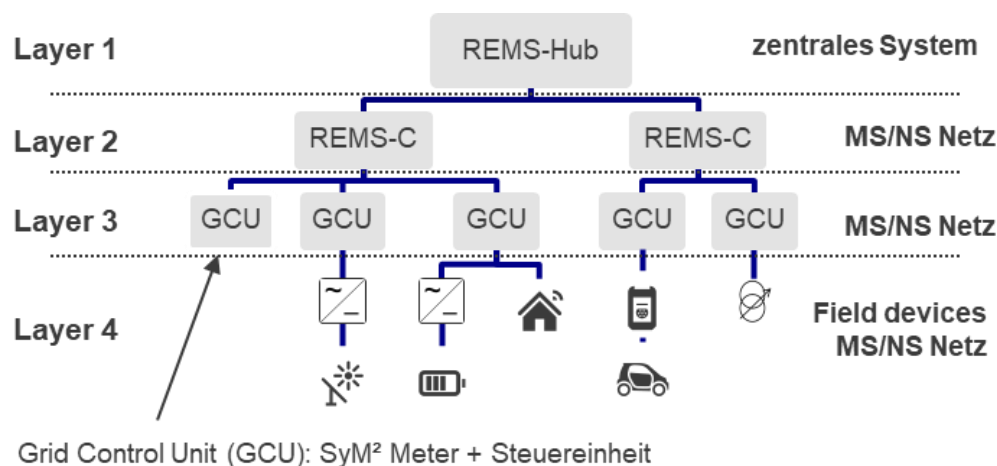 Layer 1
REMS-Hub
zentrales System
Layer 2
REMS-C
REMS-C
MS/NS Netz
Layer 3
GCU
GCU
GCU
GCU
GCU
MS/NS Netz
Layer 4
Field devices
MS/NS Netz
Grid Control Unit (GCU): SyM² Meter + Steuereinheit